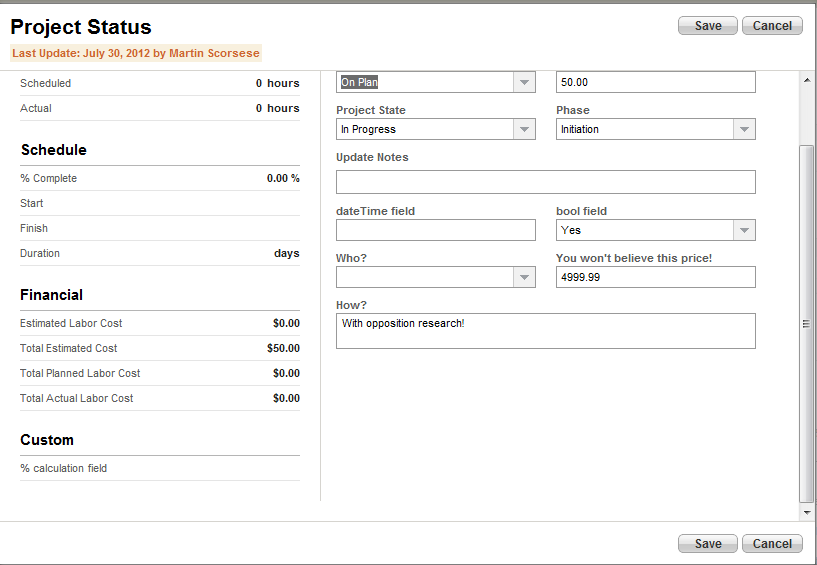 Project Status
Save Cancel
Last Update: July 30, 2012 by Martin Scorsese
Scheduled 0 hours
Actual 0 hours
Schedule
% Complete 0.00 %
Start
Finish
Duration days
Financial
Estimated Labor Cost $0.00
Total Estimated Cost $50.00
Total Planned Labor Cost $0.00
Total Actual Labor Cost $0.00
Custom
% calculation field
On Plan 50.00
Project State Phase
In Progress Initiation
Update Notes
dateTime field bool field
Yes
Who? You won't believe this price!
4999.99
How?
With opposition research!
Save Cancel